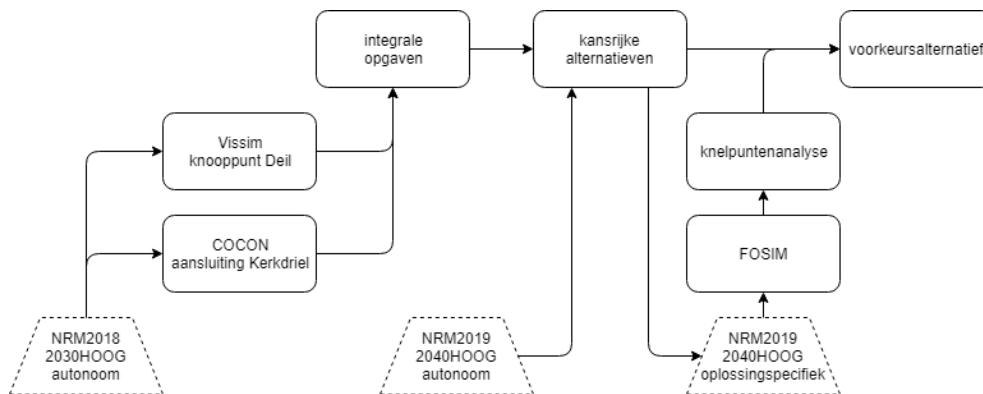 integrale
opgaven
kansrijke
alternatieven
voorkeursalternatief
Vissim
knooppunt Deil
knelpuntenanalyse
COCON
aansluiting Kerkdriel
FOSIM
NRM2018
2030HOOG
autonoom
NRM2019
2040HOOG
autonoom
NRM2019
2040HOOG
oplossingspecifiek